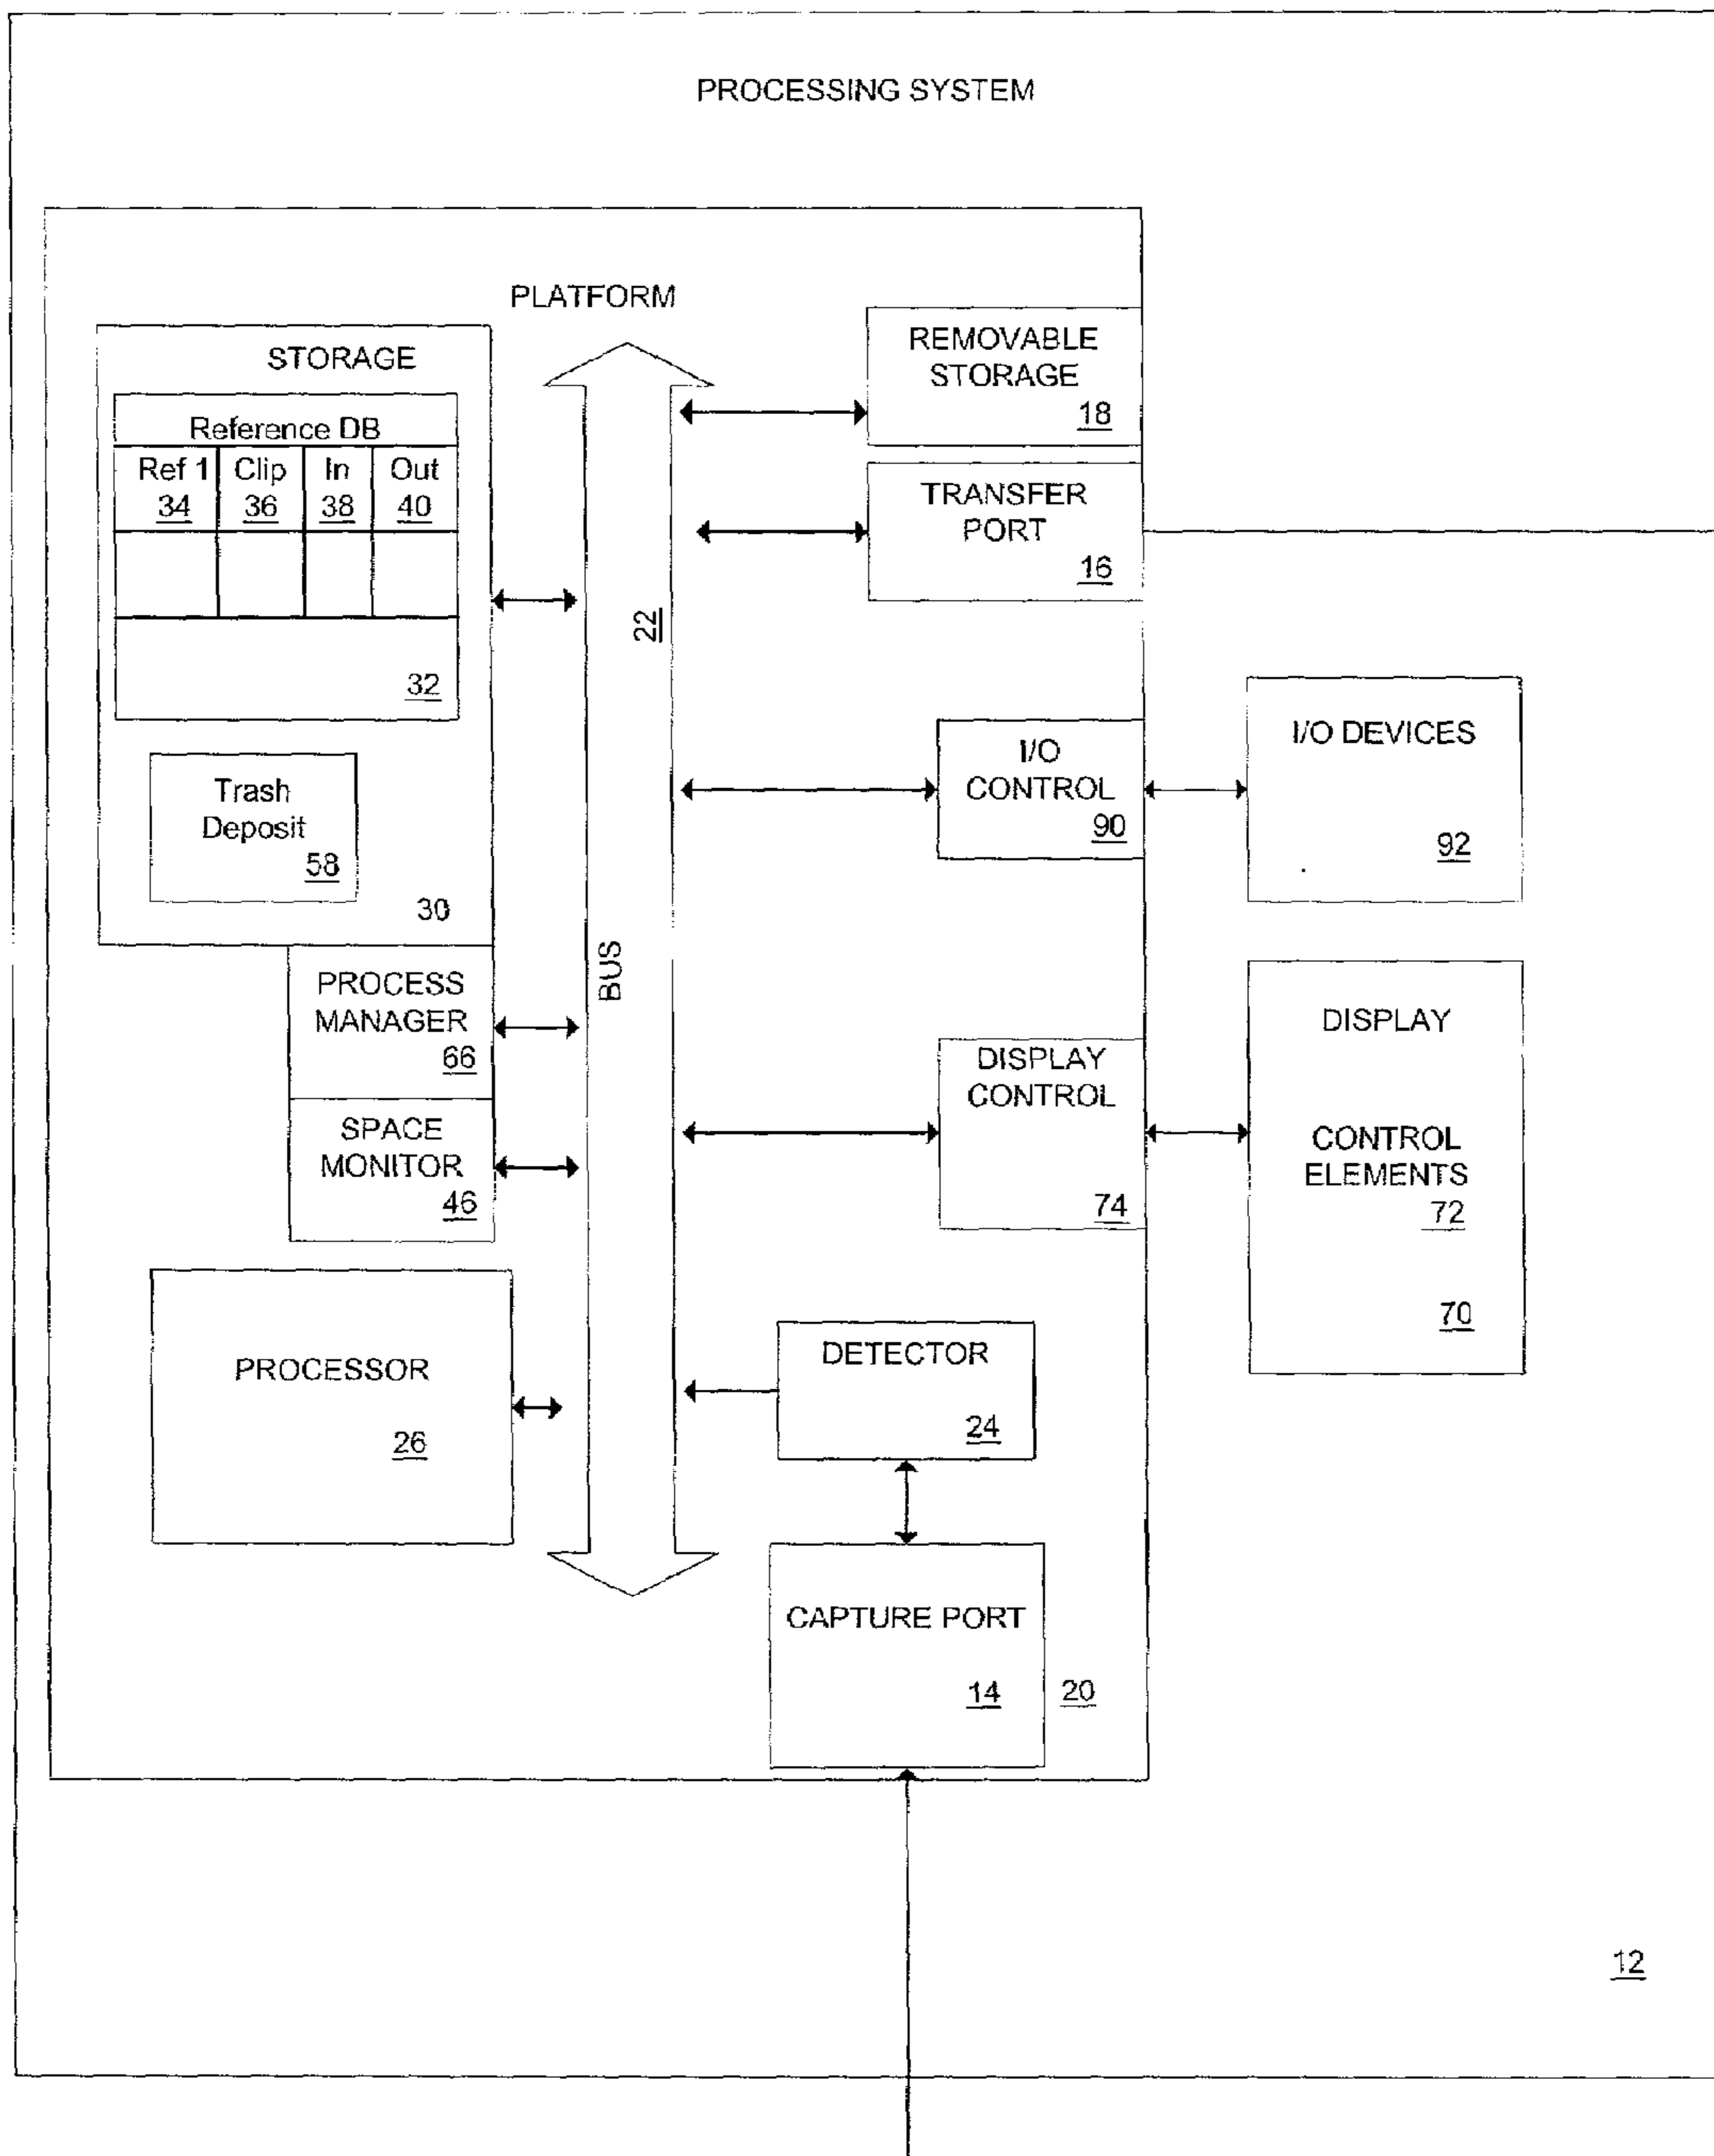 PROCESSING SYSTEM
PLATFORM
STORAGE
Reference DB
Ref 1
34
Clip
36
In
38
Out
40
32
Trash
Deposit
58
30
PROCESS
MANAGER
66
SPACE
MONITOR
46
PROCESSOR
26
BUS
22
REMOVABLE
STORAGE
18
TRANSFER
PORT
16
I/O
CONTROL
90
I/O DEVICES
92
DISPLAY
CONTROL
74
DISPLAY
CONTROL
ELEMENTS
72
70
DETECTOR
24
CAPTURE PORT
14
20
12